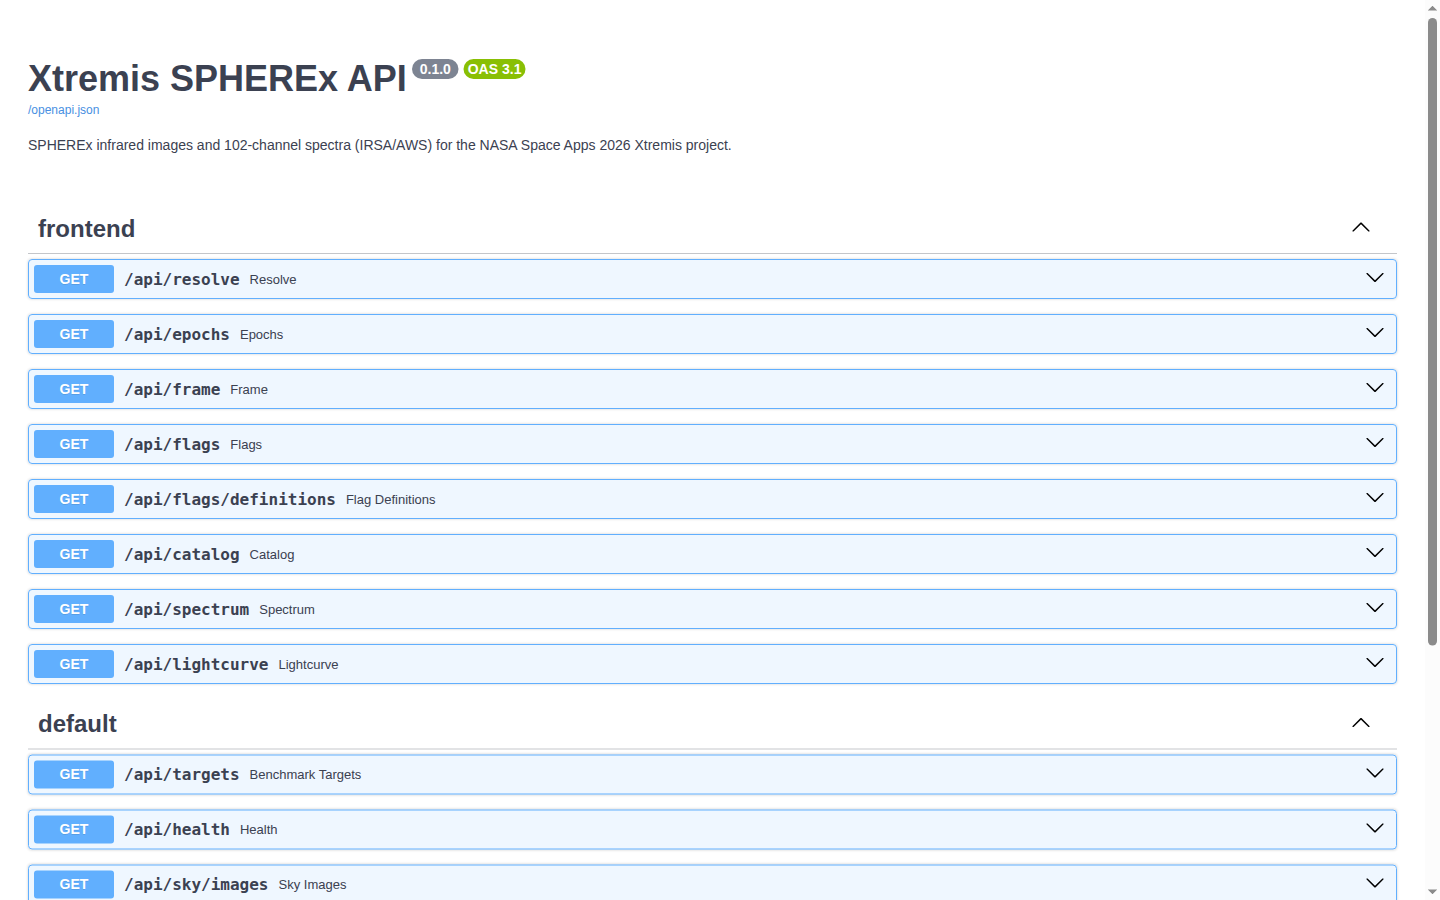 Xtremis SPHEREx API 0.1.0 OAS 3.1
/openapi.json
SPHEREx infrared images and 102-channel spectra (IRSA/AWS) for the NASA Space Apps 2026 Xtremis project.
frontend
GET /api/resolve Resolve
GET /api/epochs Epochs
GET /api/frame Frame
GET /api/flags Flags
GET /api/flags/definitions Flag Definitions
GET /api/catalog Catalog
GET /api/spectrum Spectrum
GET /api/lightcurve Lightcurve
default
GET /api/targets Benchmark Targets
GET /api/health Health
GET /api/sky/images Sky Images